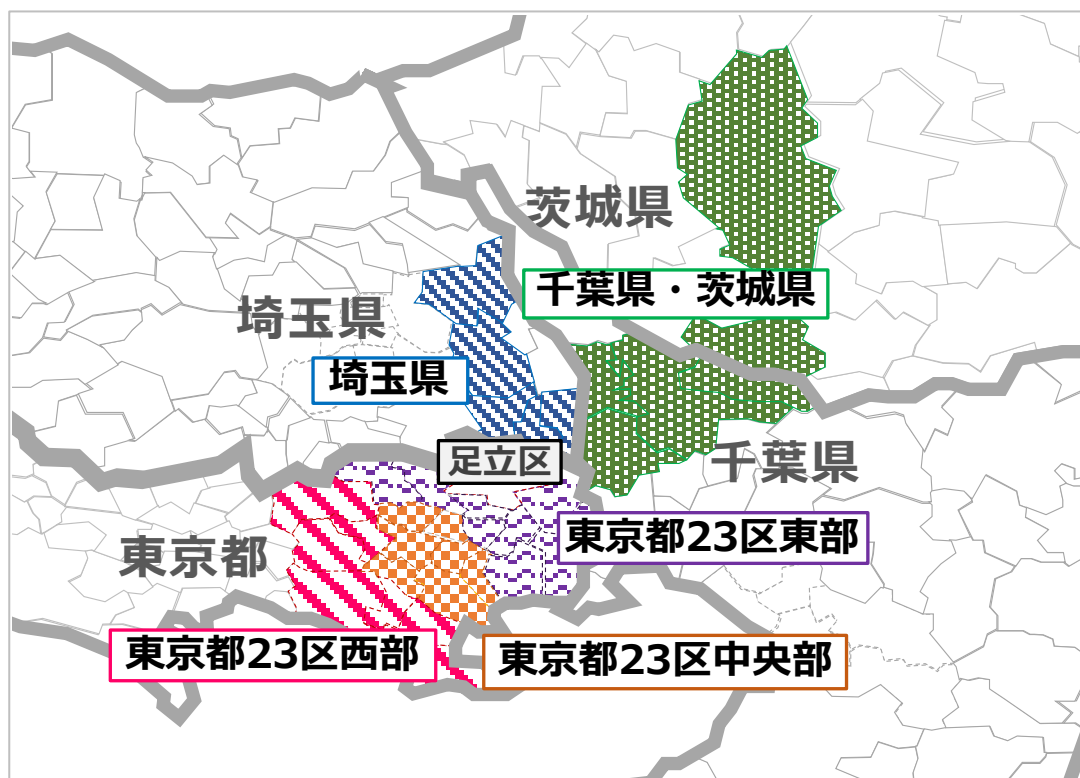 茨城県
千葉県・茨城県
埼玉県
埼玉県
足立区
千葉県
東京都23区東部
東京都
東京都23区西部
東京都23区中央部